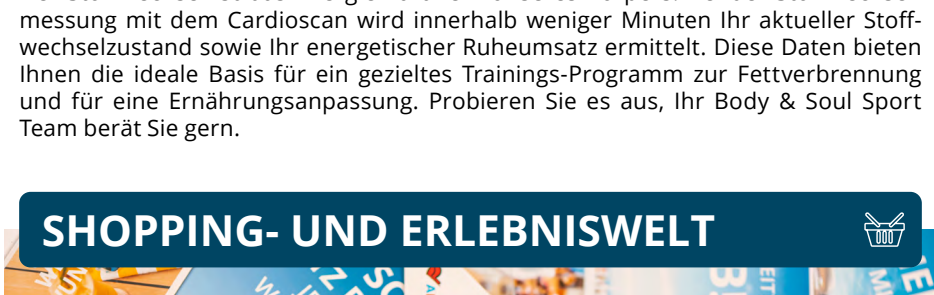 messung mit dem Cardioscan wird innerhalb weniger Minuten Ihr aktueller Stoff-
wechselzustand sowie Ihr energetischer Ruheumsatz ermittelt. Diese Daten bieten
Ihnen die ideale Basis für ein gezieltes Trainings-Programm zur Fettverbrennung
und für eine Ernährungsanpassung. Probieren Sie es aus, Ihr Body & Soul Sport
Team berät Sie gern.
SHOPPING- UND ERLEBNISWELT